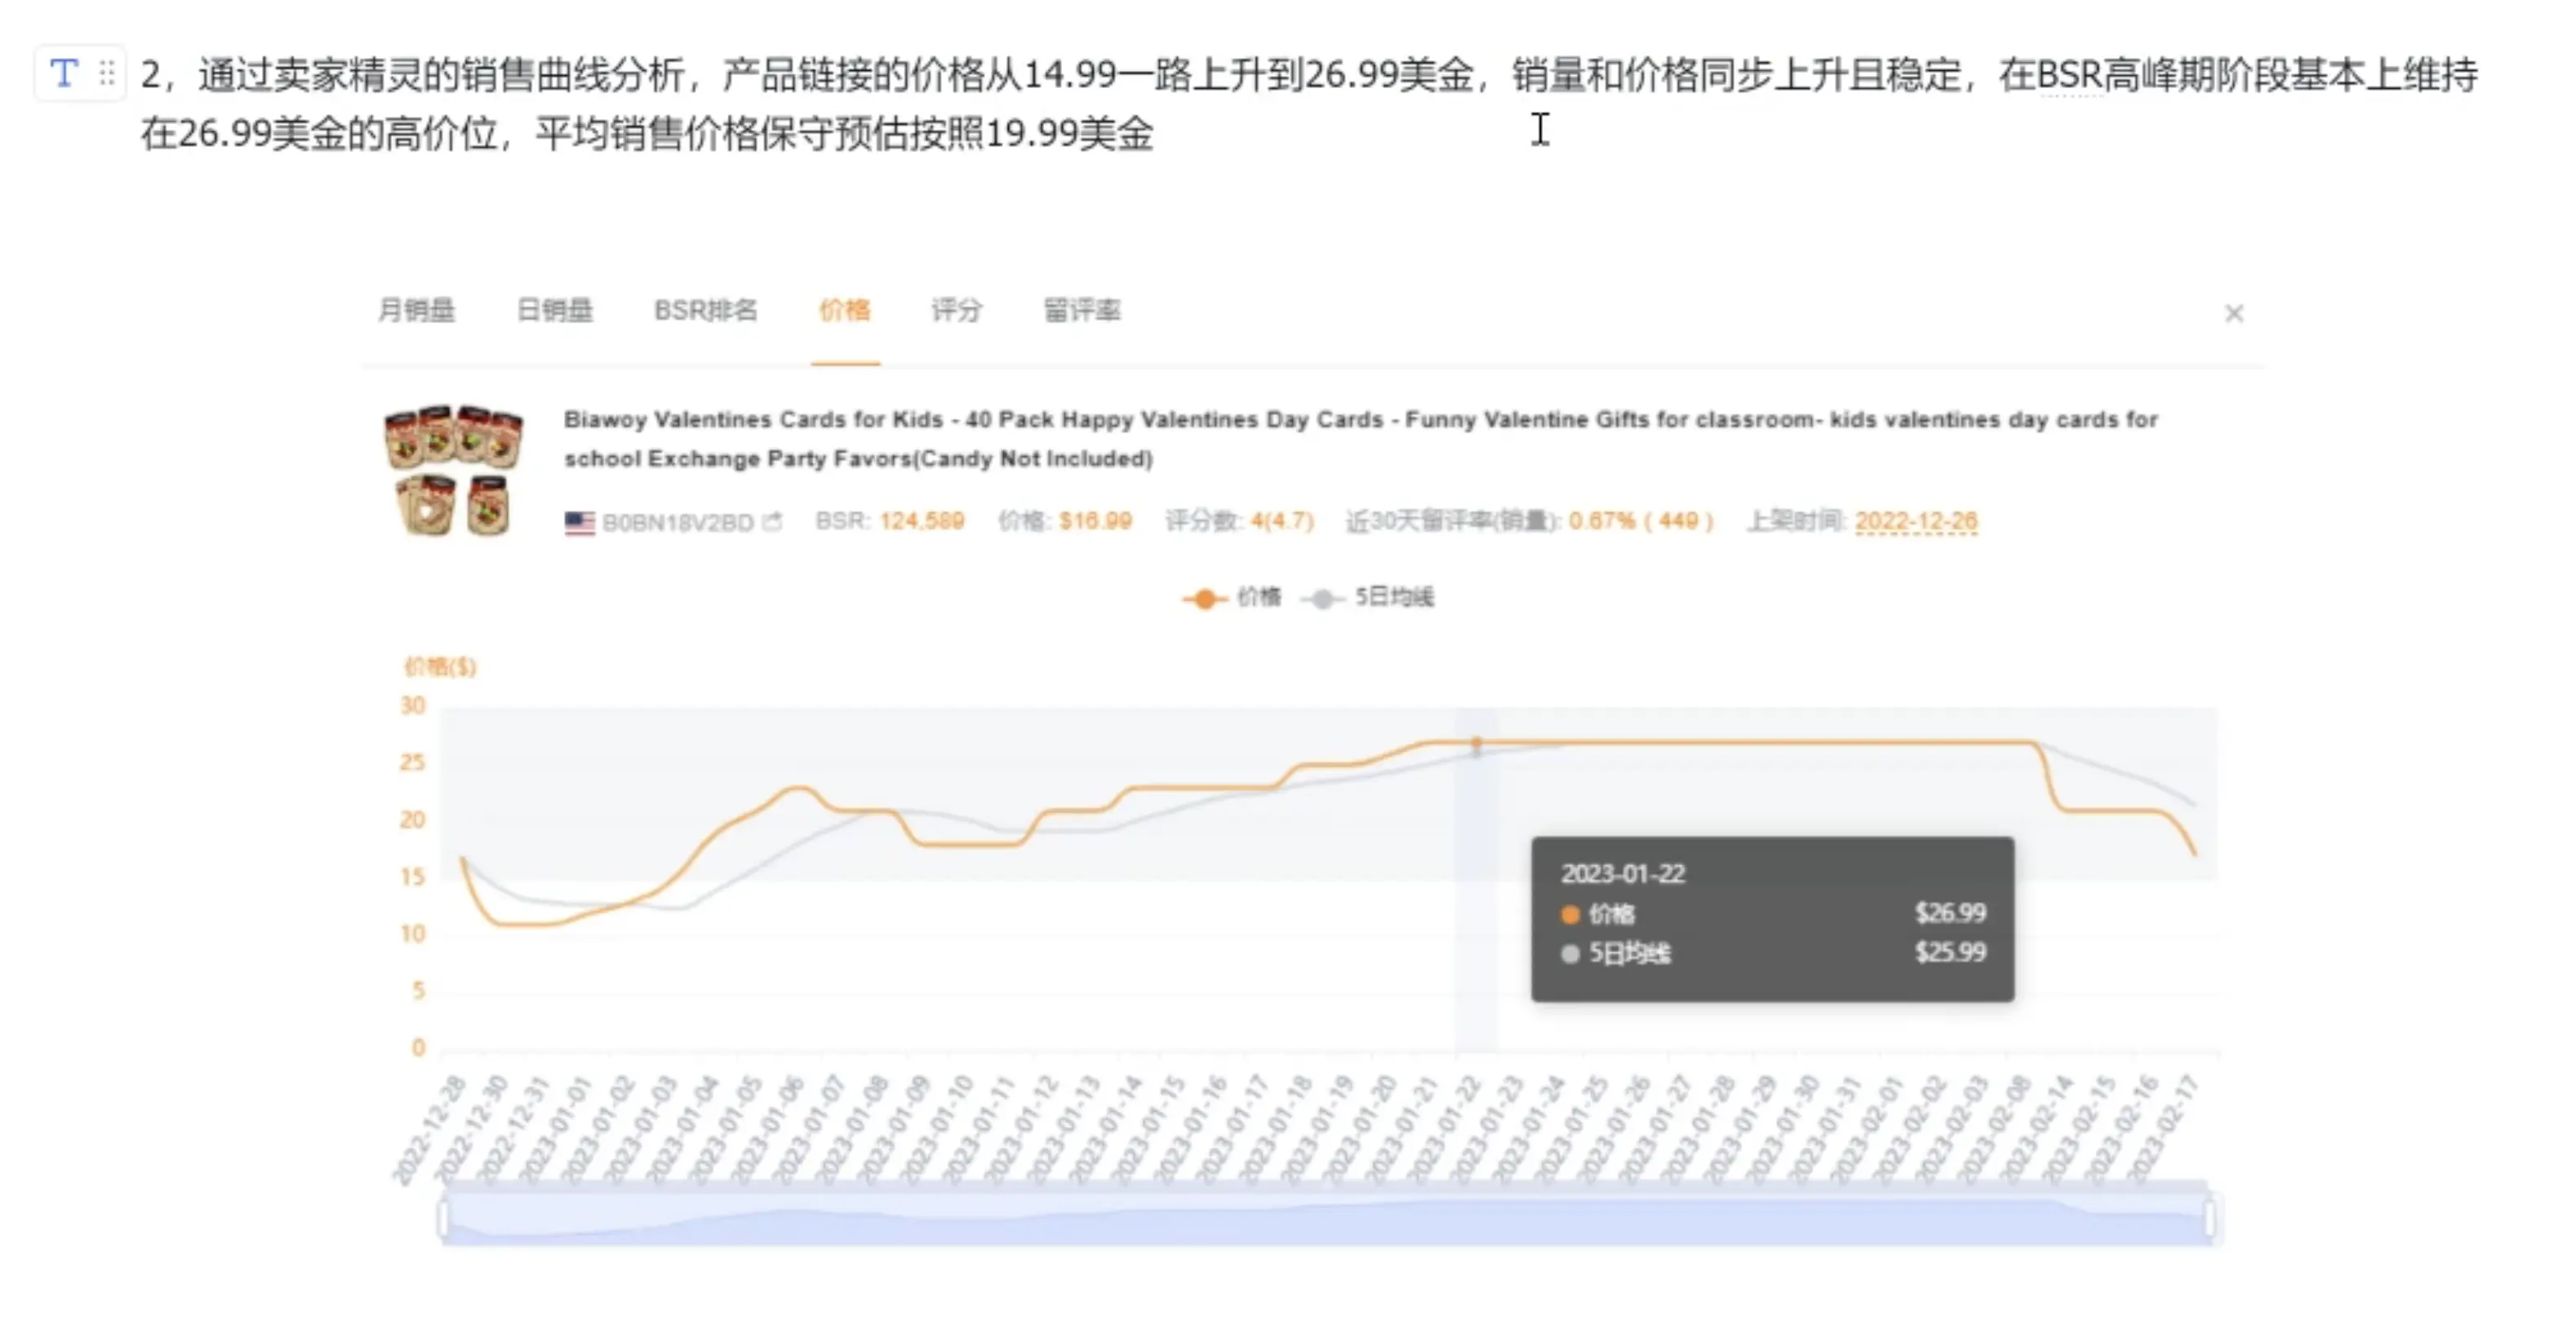 2，通过卖家精灵的销售曲线分析，产品链接的价格从14.99一路上升到26.99美金，销量和价格同步上升且稳定，在BSR高峰期阶段基本上维持
在26.99美金的高价位，平均销售价格保守预估按照19.99美金
月销量 日销量 BSR排名 价格 评分 留评率
Biawoy Valentines Cards for Kids - 40 Pack Happy Valentines Day Cards - Funny Valentine Gifts for classroom- kids valentines day cards for
school Exchange Party Favors(Candy Not Included)
B0BN18V2BD BSR: 124,589 价格: $16.99 评分数: 4(4.7) 近30天留评率(销量): 0.67% ( 449 ) 上架时间: 2022-12-26
价格 5日均线
价格($)
30
25
20
15
10
5
0
2023-01-22
价格 $26.99
5日均线 $25.99
2022-12-28 2022-12-30 2022-12-31 2023-01-01 2023-01-02 2023-01-03 2023-01-04 2023-01-05 2023-01-06 2023-01-07 2023-01-08 2023-01-09 2023-01-10 2023-01-11 2023-01-12 2023-01-13 2023-01-14 2023-01-15 2023-01-16 2023-01-17 2023-01-18 2023-01-19 2023-01-20 2023-01-21 2023-01-22 2023-01-23 2023-01-24 2023-01-25 2023-01-26 2023-01-27 2023-01-28 2023-01-29 2023-01-30 2023-01-31 2023-02-01 2023-02-02 2023-02-03 2023-02-08 2023-02-14 2023-02-15 2023-02-16 2023-02-17